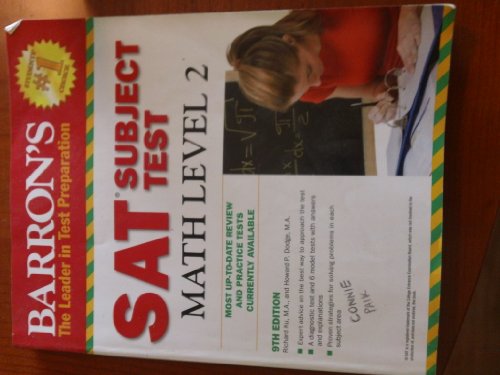 BARRON'S
The Leader in Test Preparation
#1
SAT® SUBJECT
TEST
MATH LEVEL 2
MOST UP-TO-DATE REVIEW
AND PRACTICE TESTS
CURRENTLY AVAILABLE
9TH EDITION
Richard Ku, M.A., and Howard P. Dodge, M.A.
■ Expert advice on the best way to approach the test
■ A diagnostic test and 6 model tests with answers
and explanations
■ Proven strategies for solving problems in each
subject area
CONNIE
PAIK